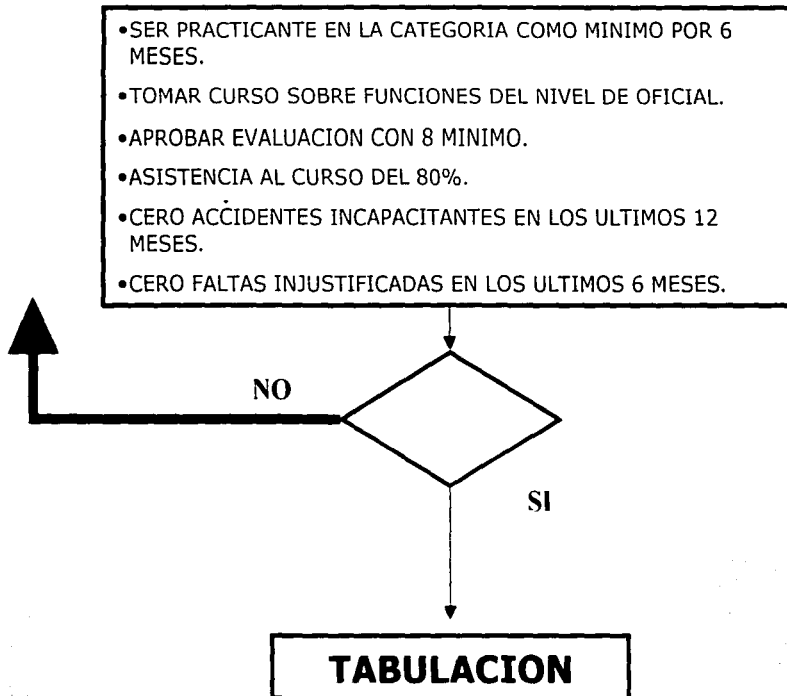 •SER PRACTICANTE EN LA CATEGORIA COMO MINIMO POR 6
MESES.
•TOMAR CURSO SOBRE FUNCIONES DEL NIVEL DE OFICIAL.
•APROBAR EVALUACION CON 8 MINIMO.
•ASISTENCIA AL CURSO DEL 80%.
•CERO ACCIDENTES INCAPACITANTES EN LOS ULTIMOS 12
MESES.
•CERO FALTAS INJUSTIFICADAS EN LOS ULTIMOS 6 MESES.
NO
SI
TABULACION